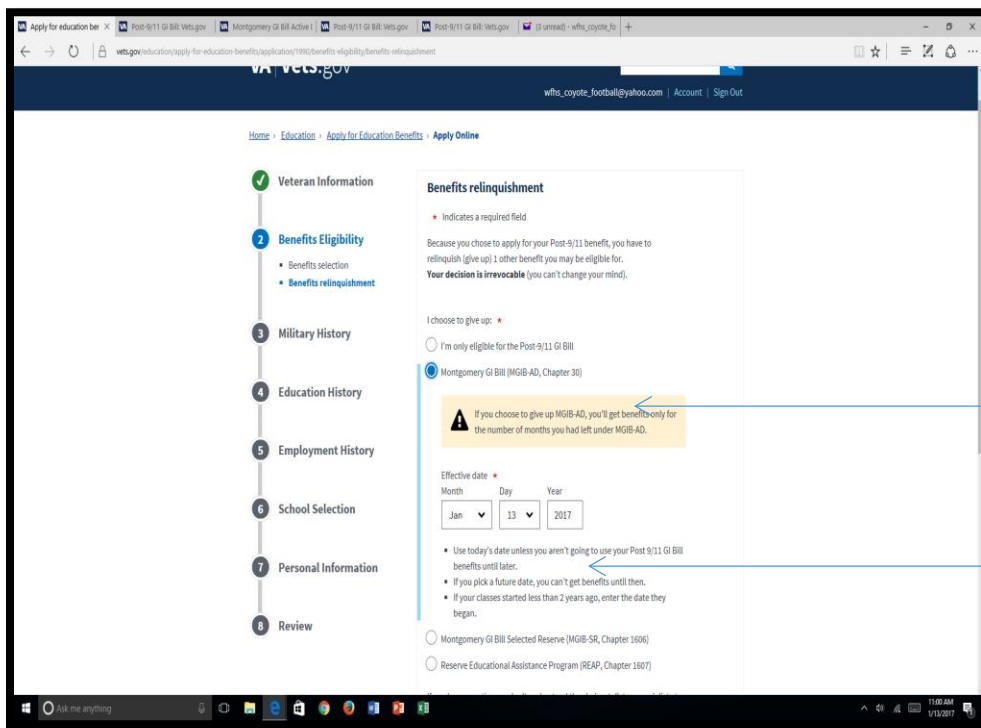 Apply for education ber
Post-9/11 GI Bill: Vets.gov
Montgomery GI Bill Active I
Post-9/11 GI Bill: Vets.gov
Post-9/11 GI Bill: Vets.gov
(3 unread) - wfhs_coyote_fo
vets.gov/education/apply-for-education-benefits/application/1990/benefits-eligibility/benefits-relinquishment
VA Vets.gov
wfhs_coyote_football@yahoo.com | Account | Sign Out
Home › Education › Apply for Education Benefits › Apply Online
Veteran Information
2 Benefits Eligibility
Benefits selection
Benefits relinquishment
3 Military History
4 Education History
5 Employment History
6 School Selection
7 Personal Information
8 Review
Benefits relinquishment
* Indicates a required field
Because you chose to apply for your Post-9/11 benefit, you have to
relinquish (give up) 1 other benefit you may be eligible for.
Your decision is irrevocable (you can't change your mind).
I choose to give up: *
I'm only eligible for the Post-9/11 GI Bill
Montgomery GI Bill (MGIB-AD, Chapter 30)
If you choose to give up MGIB-AD, you'll get benefits only for
the number of months you had left under MGIB-AD.
Effective date *
Month Day Year
Jan 13 2017
Use today's date unless you aren't going to use your Post 9/11 GI Bill
benefits until later.
If you pick a future date, you can't get benefits until then.
If your classes started less than 2 years ago, enter the date they
began.
Montgomery GI Bill Selected Reserve (MGIB-SR, Chapter 1606)
Reserve Educational Assistance Program (REAP, Chapter 1607)
Ask me anything
11:00 AM
1/13/2017